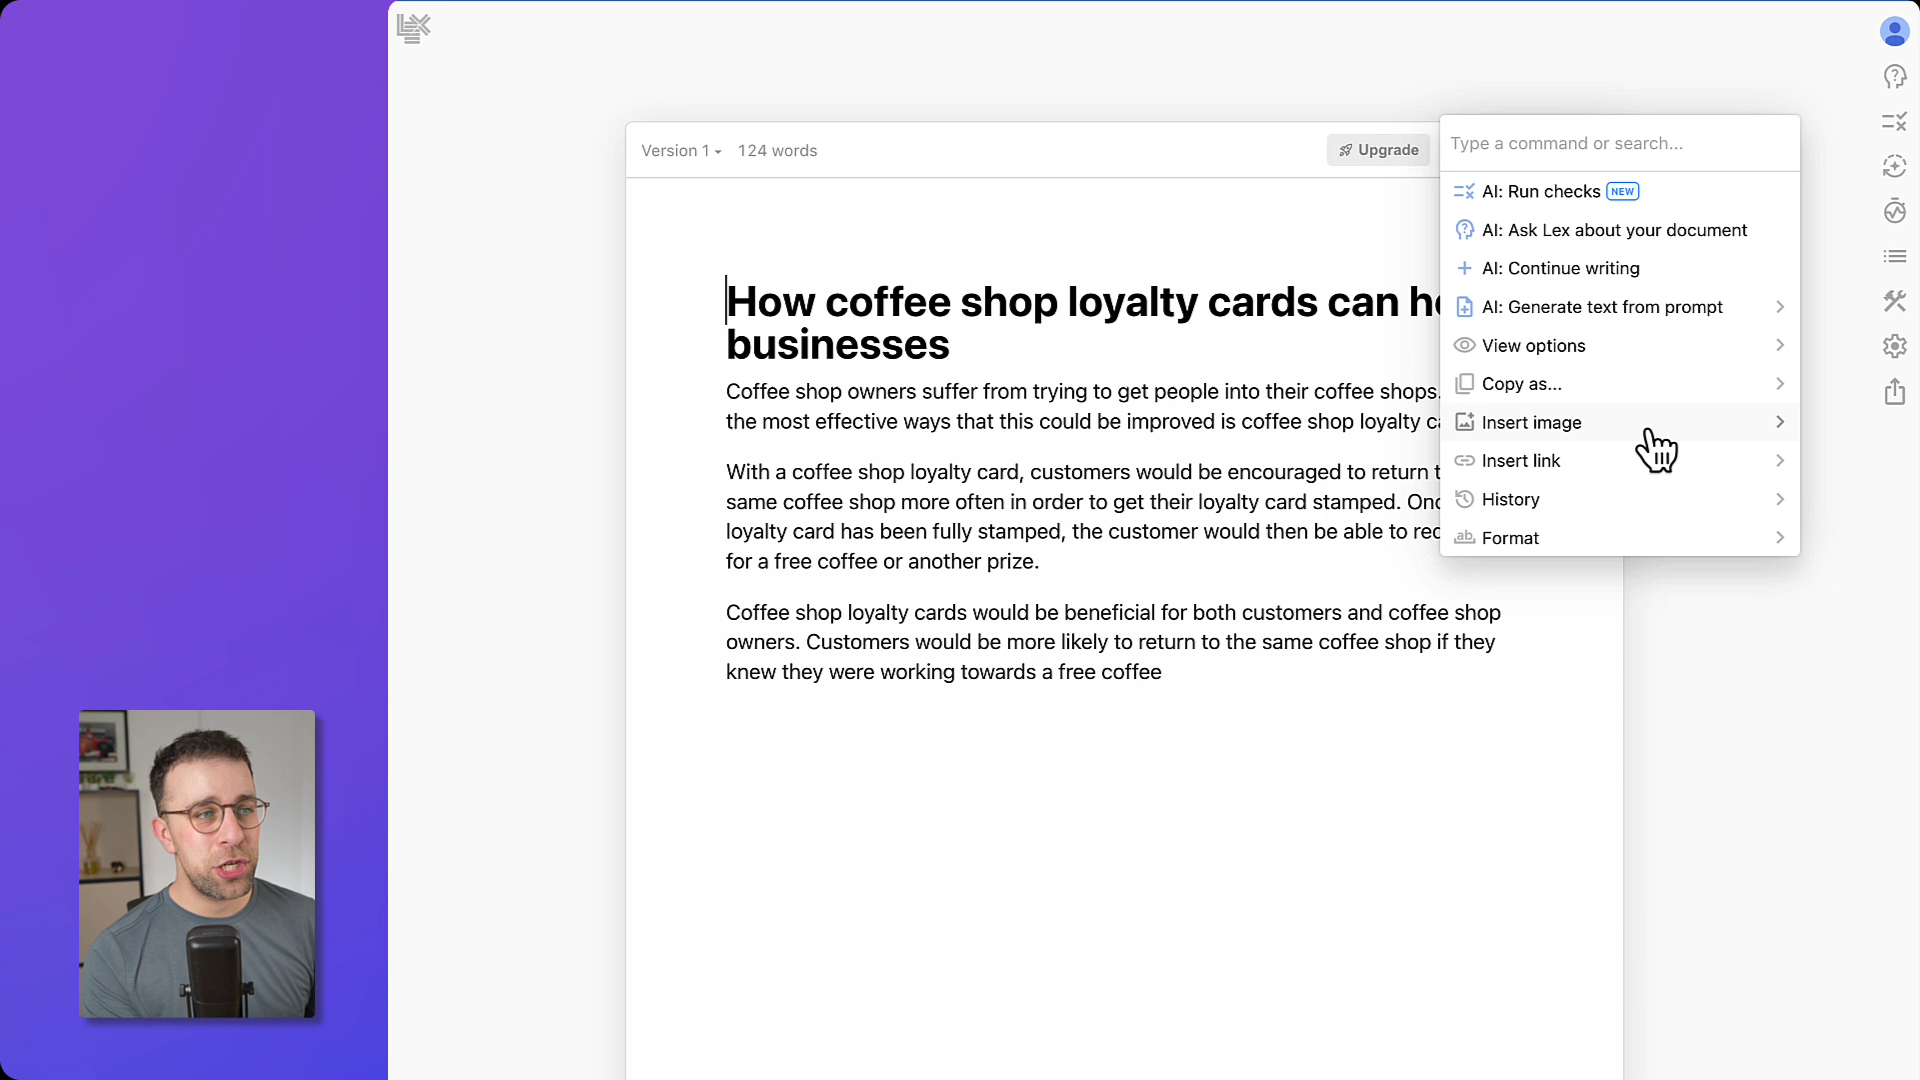 LEX
Version 1 124 words
Upgrade
Type a command or search...
AI: Run checks NEW
AI: Ask Lex about your document
AI: Continue writing
AI: Generate text from prompt
View options
Copy as...
Insert image
Insert link
History
Format
How coffee shop loyalty cards can
businesses
Coffee shop owners suffer from trying to get people into their coffee shops.
the most effective ways that this could be improved is coffee shop loyalty
With a coffee shop loyalty card, customers would be encouraged to return
same coffee shop more often in order to get their loyalty card stamped.
loyalty card has been fully stamped, the customer would then be able to
for a free coffee or another prize.
Coffee shop loyalty cards would be beneficial for both customers and coffee shop
owners. Customers would be more likely to return to the same coffee shop if they
knew they were working towards a free coffee